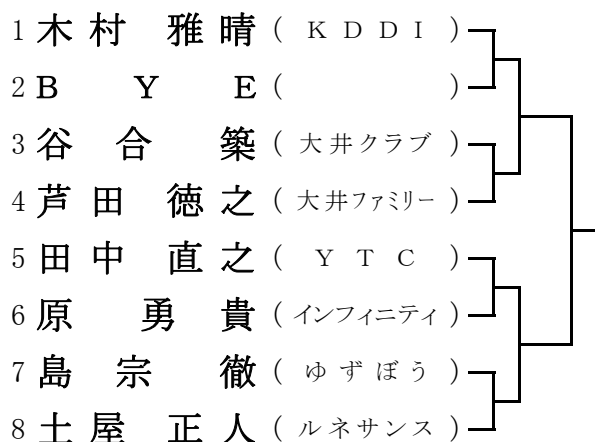 1 木村 雅晴 ( KDDI )
2 BYE ( )
3 谷合 築 ( 大井クラブ )
4 芦田 徳之 ( 大井ファミリー )
5 田中 直之 ( YTC )
6 原 勇貴 ( インフィニティ )
7 島宗 徹 ( ゆずぼう )
8 土屋 正人 ( ルネサンス )